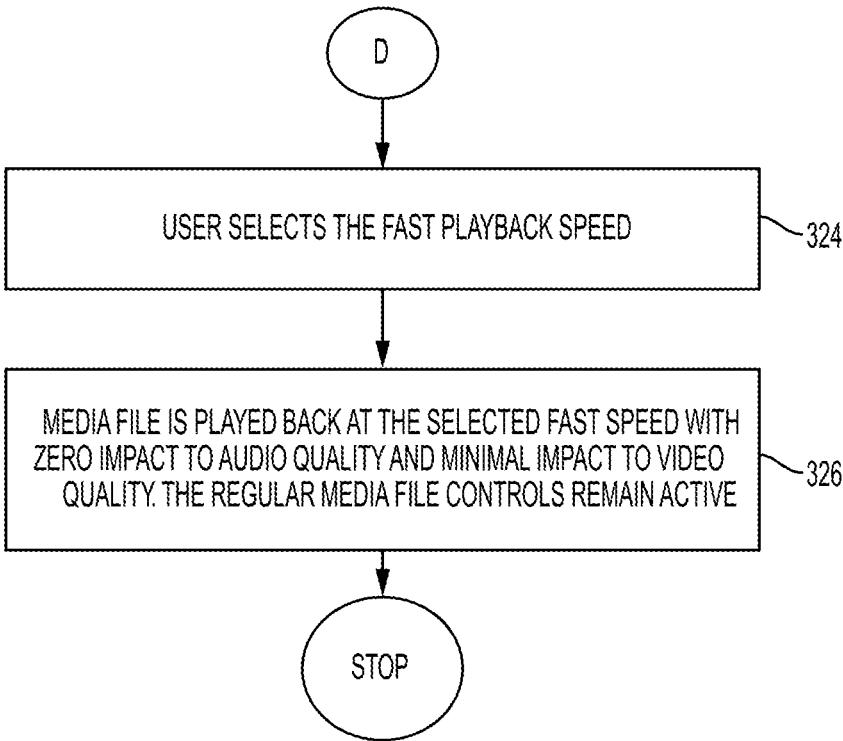 D
USER SELECTS THE FAST PLAYBACK SPEED
324
MEDIA FILE IS PLAYED BACK AT THE SELECTED FAST SPEED WITH
ZERO IMPACT TO AUDIO QUALITY AND MINIMAL IMPACT TO VIDEO
QUALITY. THE REGULAR MEDIA FILE CONTROLS REMAIN ACTIVE
326
STOP